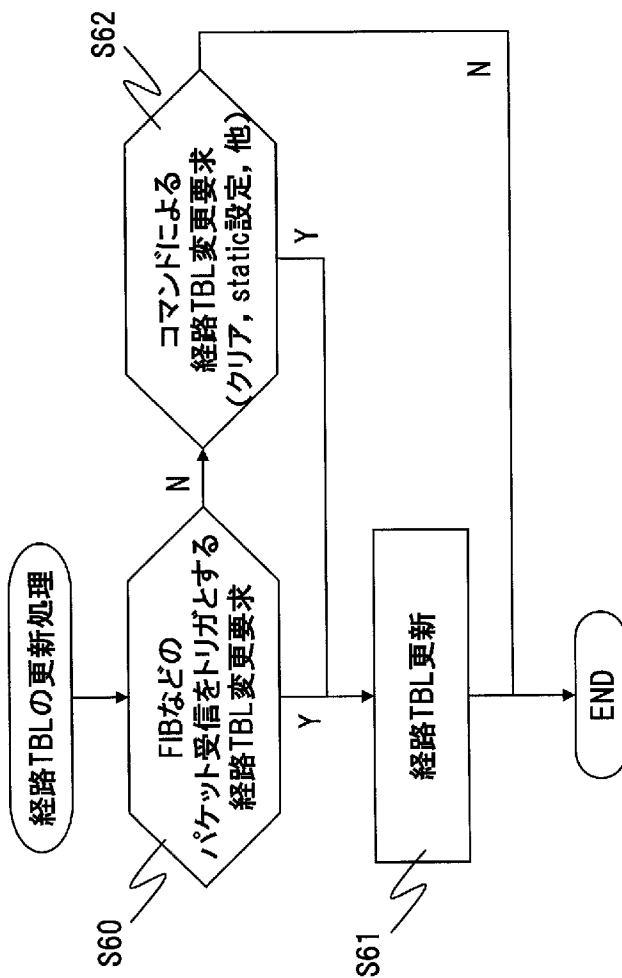 経路TBLの更新処理
S60
FIBなどの
パケット受信をトリガとする
経路TBL変更要求
N
Y
S62
コマンドによる
経路TBL変更要求
(クリア, static設定, 他)
Y
N
S61
経路TBL更新
END